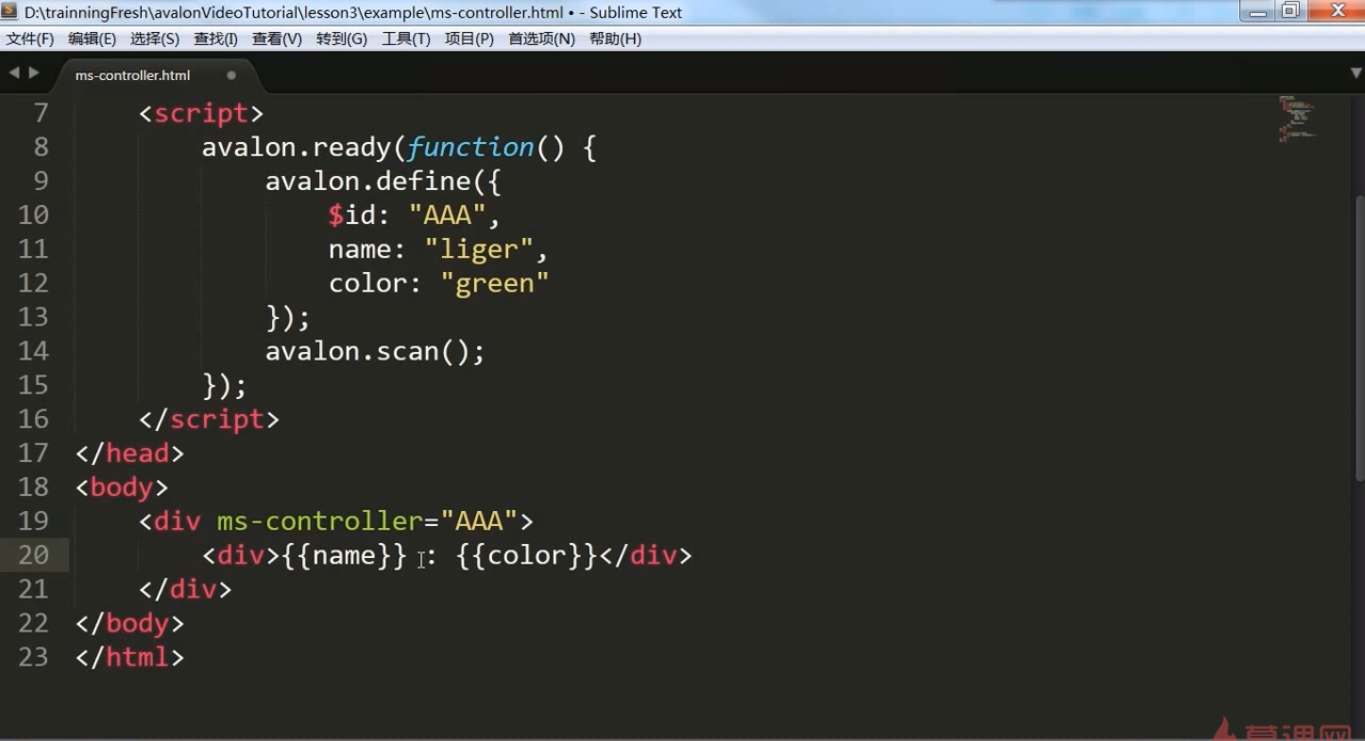 D:\trainningFresh\avalonVideoTutorial\lesson3\example\ms-controller.html • - Sublime Text
文件(F) 编辑(E) 选择(S) 查找(I) 查看(V) 转到(G) 工具(T) 项目(P) 首选项(N) 帮助(H)
ms-controller.html
7 <script>
8 avalon.ready(function() {
9 avalon.define({
10 $id: "AAA",
11 name: "liger",
12 color: "green"
13 });
14 avalon.scan();
15 });
16 </script>
17 </head>
18 <body>
19 <div ms-controller="AAA">
20 <div>{{name}} : {{color}}</div>
21 </div>
22 </body>
23 </html>
慕课网